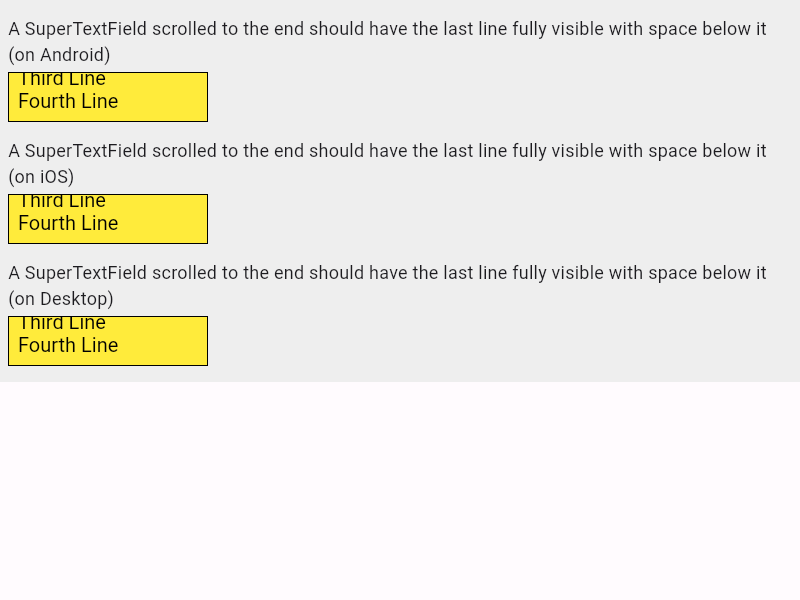 A SuperTextField scrolled to the end should have the last line fully visible with space below it
(on Android)
Third Line
Fourth Line
A SuperTextField scrolled to the end should have the last line fully visible with space below it
(on iOS)
Third Line
Fourth Line
A SuperTextField scrolled to the end should have the last line fully visible with space below it
(on Desktop)
Third Line
Fourth Line